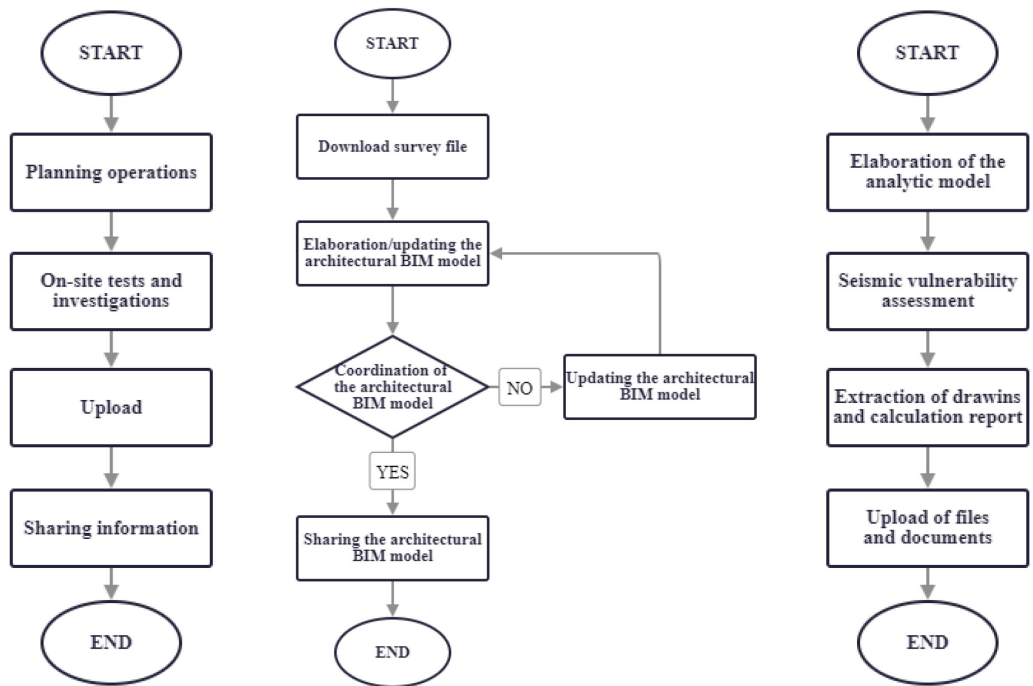 START
Planning operations
On-site tests and
investigations
Upload
Sharing information
END
START
Download survey file
Elaboration/updating the
architectural BIM model
Coordination of
the architectural
BIM model
NO
Updating the architectural
BIM model
YES
Sharing the architectural
BIM model
END
START
Elaboration of the
analytic model
Seismic vulnerability
assessment
Extraction of drawins
and calculation report
Upload of files
and documents
END